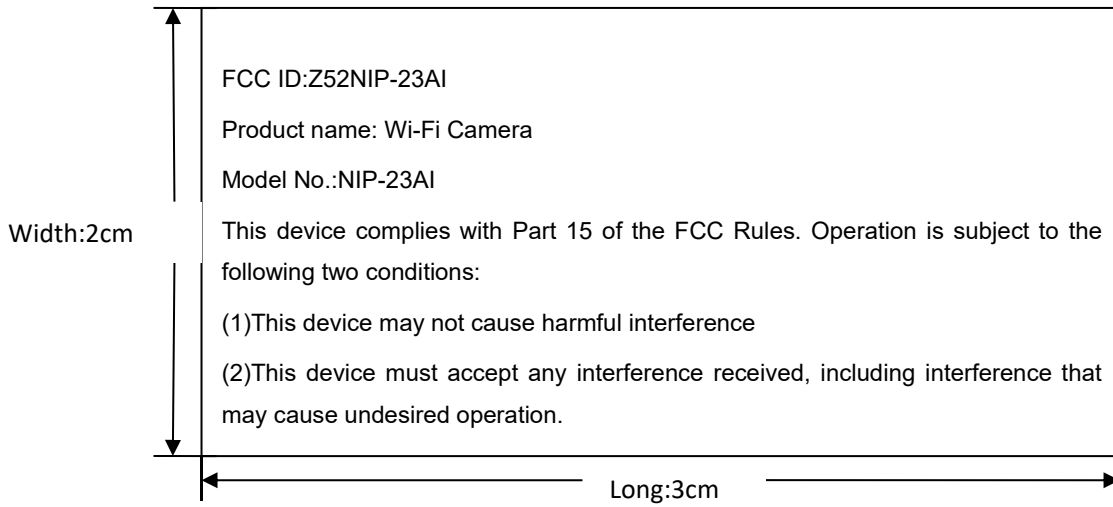 FCC ID:Z52NIP-23AI
Product name: Wi-Fi Camera
Model No.:NIP-23AI
Width:2cm
This device complies with Part 15 of the FCC Rules. Operation is subject to the
following two conditions:
(1)This device may not cause harmful interference
(2)This device must accept any interference received, including interference that
may cause undesired operation.
Long:3cm